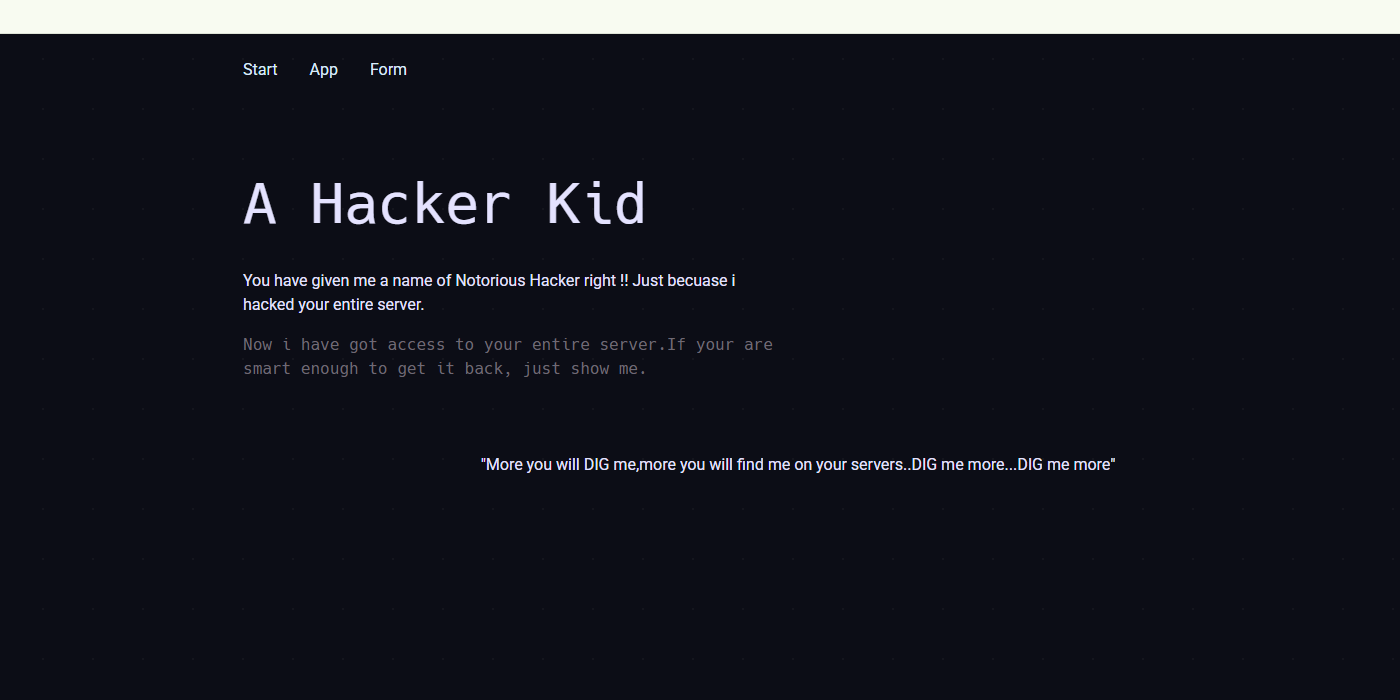 Start App Form
A Hacker Kid
You have given me a name of Notorious Hacker right !! Just becuase i
hacked your entire server.
Now i have got access to your entire server.If your are
smart enough to get it back, just show me.
"More you will DIG me,more you will find me on your servers..DIG me more...DIG me more"